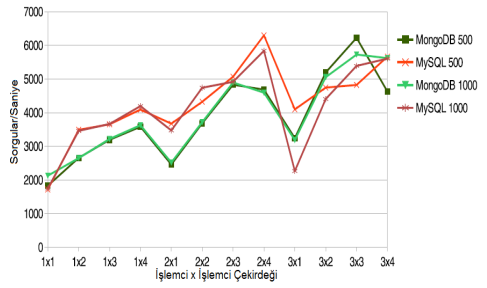 7000
6000
5000
4000
3000
2000
1000
0
Sorgular/Saniye
1x1 1x2 1x3 1x4 2x1 2x2 2x3 2x4 3x1 3x2 3x3 3x4
İşlemci x İşlemci Çekirdeği
MongoDB 500
MySQL 500
MongoDB 1000
MySQL 1000